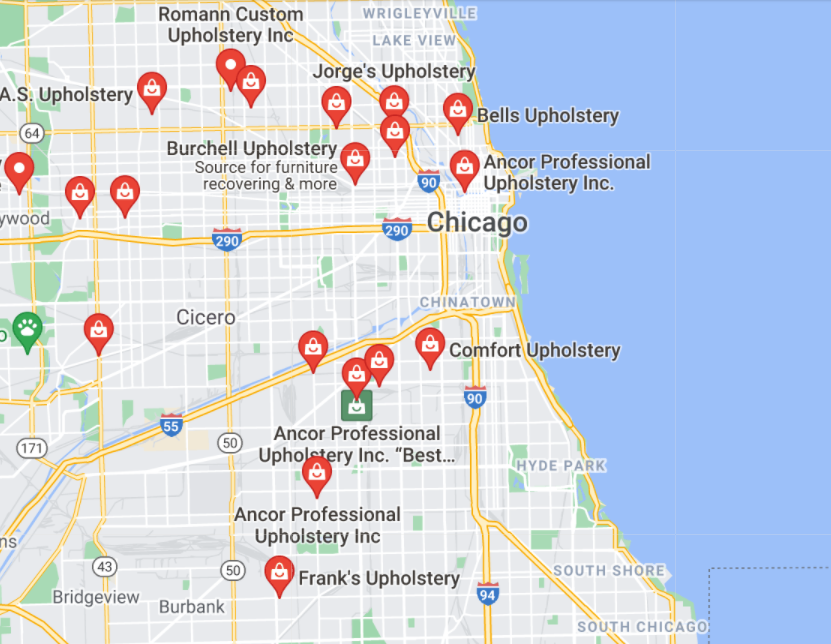 Romann Custom
Upholstery Inc
WRIGLEYVILLE
LAKE VIEW
Jorge's Upholstery
A.S. Upholstery
Bells Upholstery
64
Burchell Upholstery
Source for furniture
recovering & more
Ancor Professional
Upholstery Inc.
90
ywood
Chicago
290
290
CHINATOWN
Cicero
Comfort Upholstery
90
55
Ancor Professional
Upholstery Inc. “Best...
50
171
HYDE PARK
Ancor Professional
Upholstery Inc
ns
43
50
Frank's Upholstery
SOUTH SHORE
94
Bridgeview
Burbank
SOUTH CHICAGO